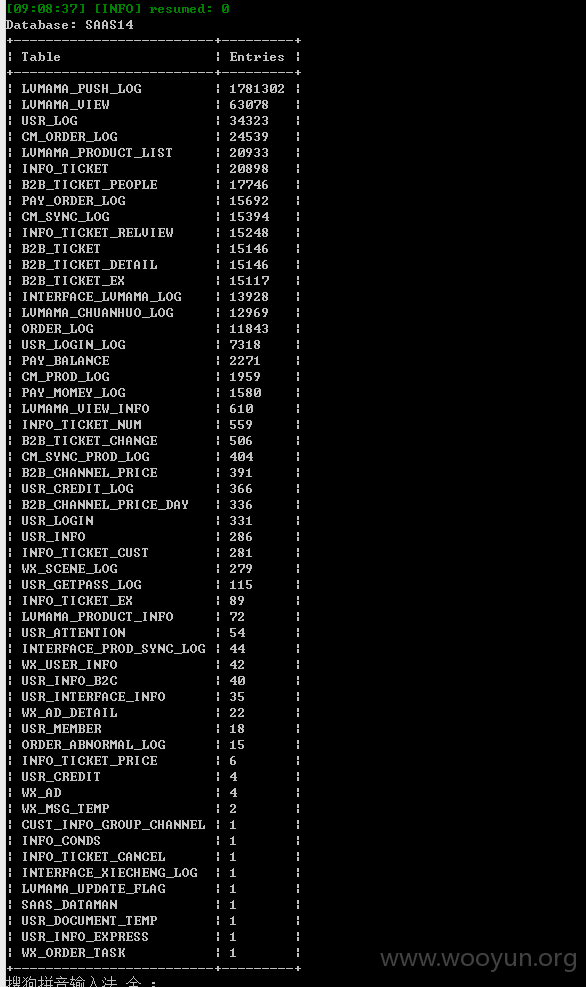 [09:08:37] [INFO] resumed: 0
Database: SAAS14
+-------------------------+---------+
| Table | Entries |
+-------------------------+---------+
| LVMAMA_PUSH_LOG | 1781302 |
| LVMAMA_VIEW | 63078 |
| USR_LOG | 34323 |
| CM_ORDER_LOG | 24539 |
| LVMAMA_PRODUCT_LIST | 20933 |
| INFO_TICKET | 20898 |
| B2B_TICKET_PEOPLE | 17746 |
| PAY_ORDER_LOG | 15692 |
| CM_SYNC_LOG | 15394 |
| INFO_TICKET_RELVIEW | 15248 |
| B2B_TICKET | 15146 |
| B2B_TICKET_DETAIL | 15146 |
| B2B_TICKET_EX | 15117 |
| INTERFACE_LVMAMA_LOG | 13928 |
| LVMAMA_CHUANHUO_LOG | 12969 |
| ORDER_LOG | 11843 |
| USR_LOGIN_LOG | 7318 |
| PAY_BALANCE | 2271 |
| CM_PROD_LOG | 1959 |
| PAY_MOMEY_LOG | 1580 |
| LVMAMA_VIEW_INFO | 610 |
| INFO_TICKET_NUM | 559 |
| B2B_TICKET_CHANGE | 506 |
| CM_SYNC_PROD_LOG | 404 |
| B2B_CHANNEL_PRICE | 391 |
| USR_CREDIT_LOG | 366 |
| B2B_CHANNEL_PRICE_DAY | 336 |
| USR_LOGIN | 331 |
| USR_INFO | 286 |
| INFO_TICKET_CUST | 281 |
| WX_SCENE_LOG | 279 |
| USR_GETPASS_LOG | 115 |
| INFO_TICKET_EX | 89 |
| LVMAMA_PRODUCT_INFO | 72 |
| USR_ATTENTION | 54 |
| INTERFACE_PROD_SYNC_LOG | 44 |
| WX_USER_INFO | 42 |
| USR_INFO_B2C | 40 |
| USR_INTERFACE_INFO | 35 |
| WX_AD_DETAIL | 22 |
| USR_MEMBER | 18 |
| ORDER_ABNORMAL_LOG | 15 |
| INFO_TICKET_PRICE | 6 |
| USR_CREDIT | 4 |
| WX_AD | 4 |
| WX_MSG_TEMP | 2 |
| CUST_INFO_GROUP_CHANNEL | 1 |
| INFO_CONDS | 1 |
| INFO_TICKET_CANCEL | 1 |
| INTERFACE_XIECHENG_LOG | 1 |
| LVMAMA_UPDATE_FLAG | 1 |
| SAAS_DATAMAN | 1 |
| USR_DOCUMENT_TEMP | 1 |
| USR_INFO_EXPRESS | 1 |
| WX_ORDER_TASK | 1 |
+-------------------------+---------+
www.wooyun.org
搜狗拼音输入法 全 :